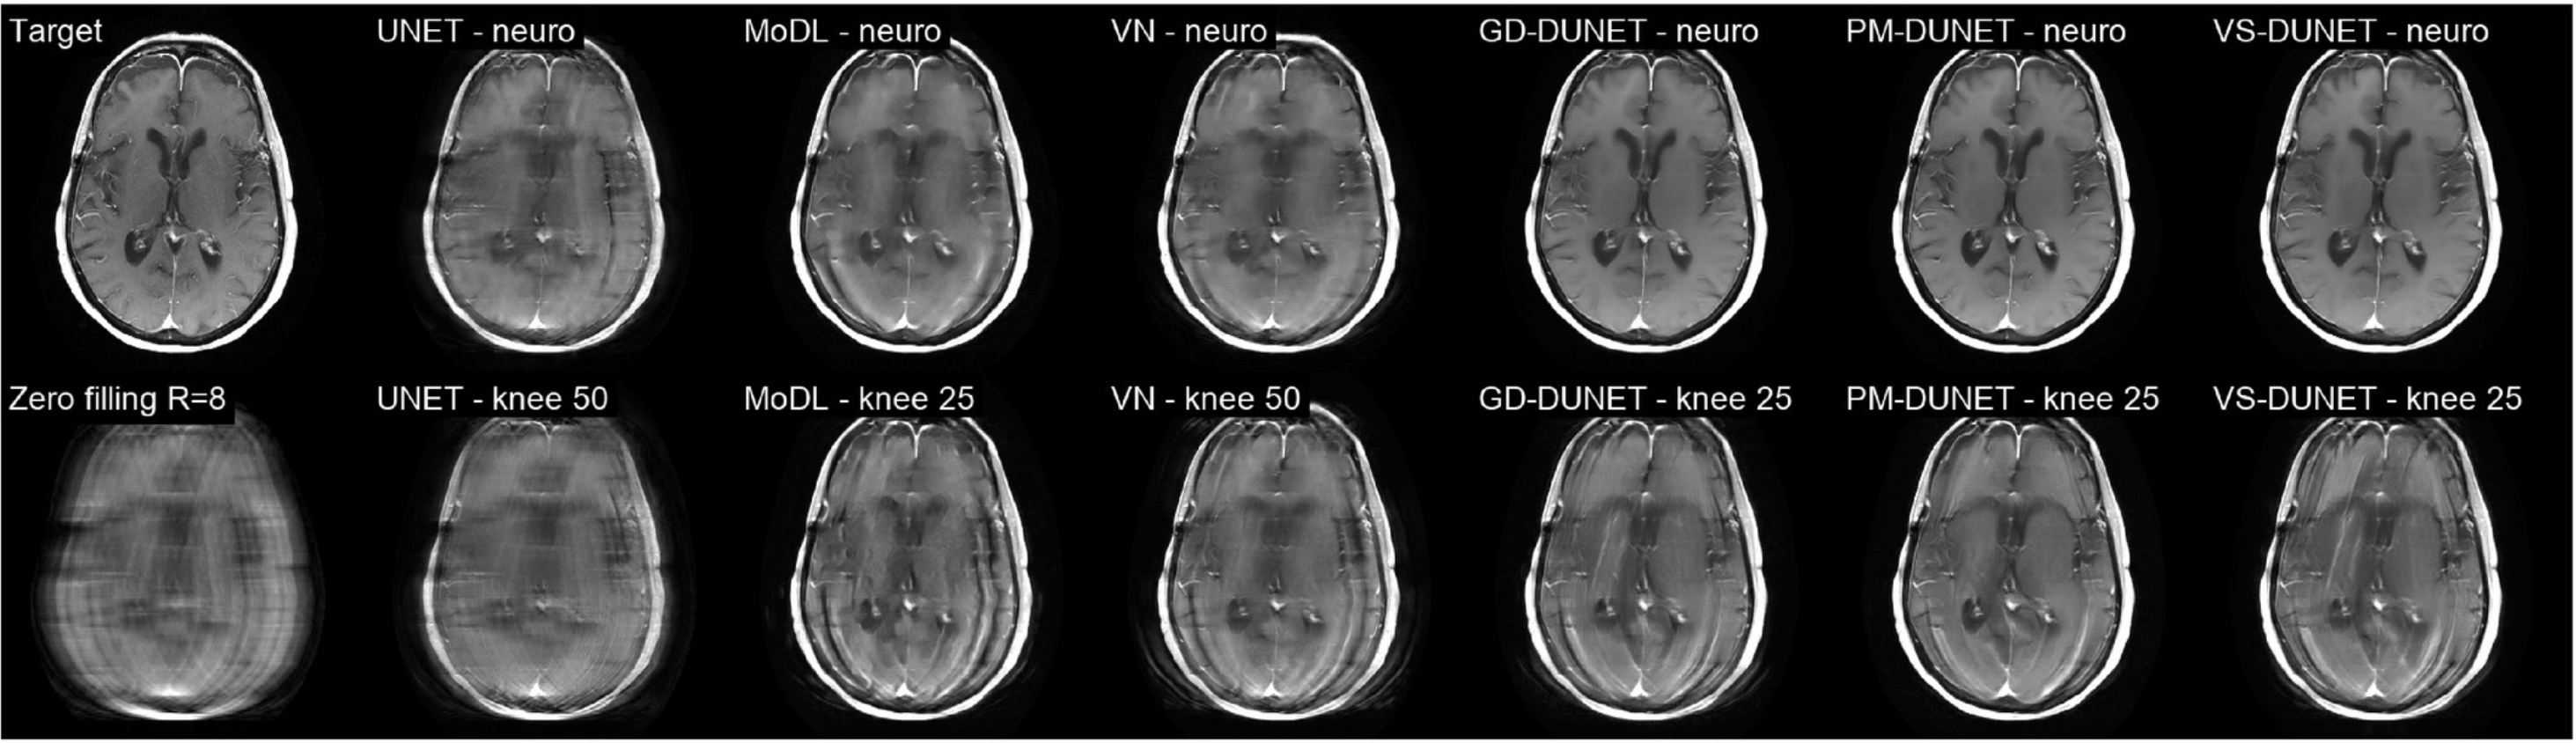 Target
UNET - neuro
MoDL - neuro
VN - neuro
GD-DUNET - neuro
PM-DUNET - neuro
VS-DUNET - neuro
Zero filling R=8
UNET - knee 50
MoDL - knee 25
VN - knee 50
GD-DUNET - knee 25
PM-DUNET - knee 25
VS-DUNET - knee 25